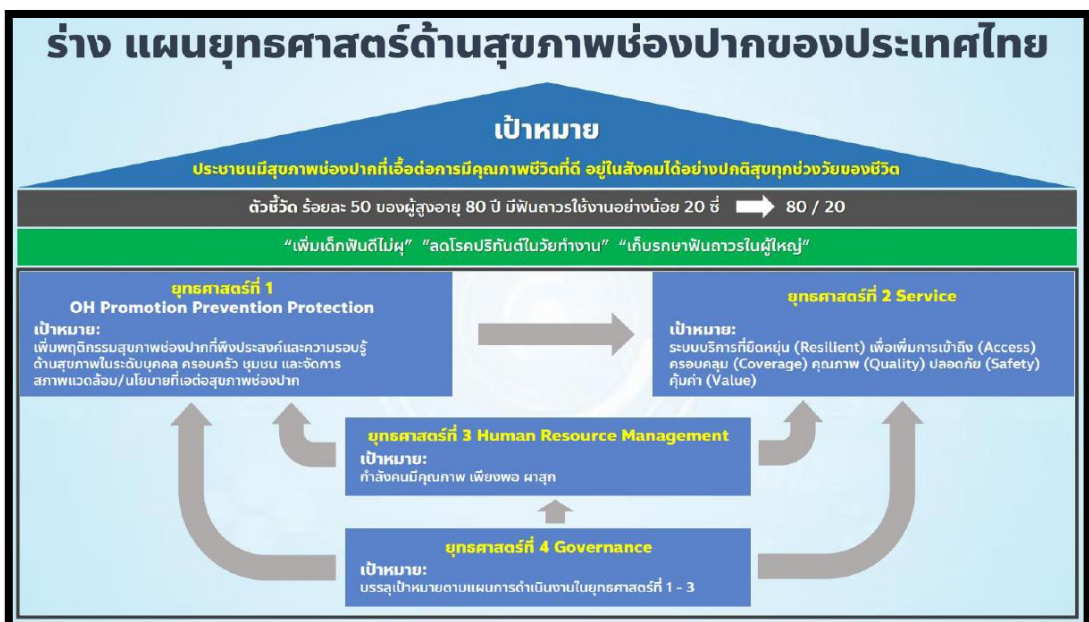 ร่าง แผนยุทธศาสตร์ด้านสุขภาพช่องปากของประเทศไทย
เป้าหมาย
ประชาชนมีสุขภาพช่องปากที่เอื้อต่อการมีคุณภาพชีวิตที่ดี อยู่ในสังคมได้อย่างปกติสุขทุกช่วงวัยของชีวิต
ตัวชี้วัด ร้อยละ 50 ของผู้สูงอายุ 80 ปี มีฟันถาวรใช้งานอย่างน้อย 20 ซี่ 80 / 20
“เพิ่มเด็กฟันดีไม่ผุ” “ลดโรคปริทันต์ในวัยทำงาน” “เก็บรักษาฟันถาวรในผู้ใหญ่”
ยุทธศาสตร์ที่ 1
OH Promotion Prevention Protection
เป้าหมาย:
เพิ่มพฤติกรรมสุขภาพช่องปากที่พึงประสงค์และความรอบรู้
ด้านสุขภาพในระดับบุคคล ครอบครัว ชุมชน และจัดการ
สภาพแวดล้อม/นโยบายที่เอต่อสุขภาพช่องปาก
ยุทธศาสตร์ที่ 2 Service
เป้าหมาย:
ระบบบริการที่ยืดหยุ่น (Resilient) เพื่อเพิ่มการเข้าถึง (Access)
ครอบคลุม (Coverage) คุณภาพ (Quality) ปลอดภัย (Safety)
คุ้มค่า (Value)
ยุทธศาสตร์ที่ 3 Human Resource Management
เป้าหมาย:
กำลังคนมีคุณภาพ เพียงพอ ผาสุก
ยุทธศาสตร์ที่ 4 Governance
เป้าหมาย:
บรรลุเป้าหมายตามแผนการดำเนินงานในยุทธศาสตร์ที่ 1 - 3